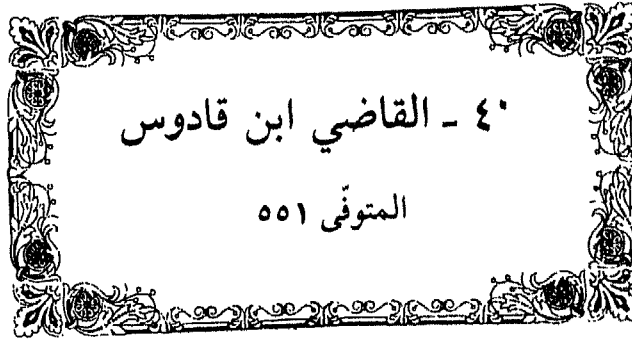 ٤٠ - القاضي ابن قادوس
المتوفّى ٥٥١